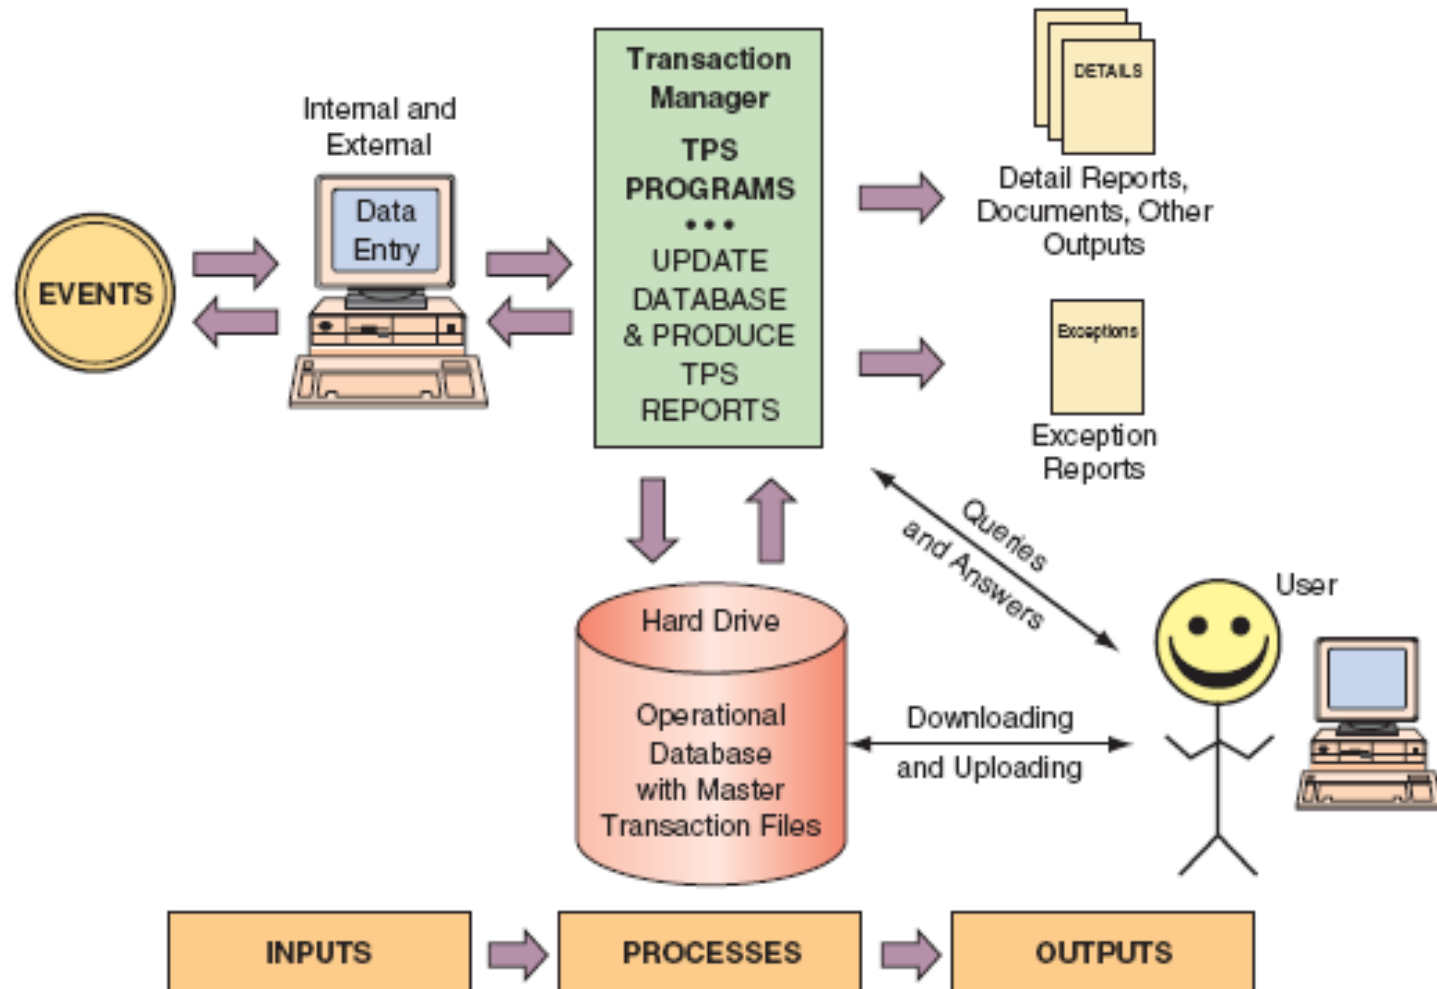 Internal and
External
Data
Entry
EVENTS
Transaction
Manager
TPS
PROGRAMS
•••
UPDATE
DATABASE
& PRODUCE
TPS
REPORTS
DETAILS
Detail Reports,
Documents, Other
Outputs
Exceptions
Exception
Reports
Queries
and Answers
User
Hard Drive
Operational
Database
with Master
Transaction Files
Downloading
and Uploading
INPUTS
PROCESSES
OUTPUTS